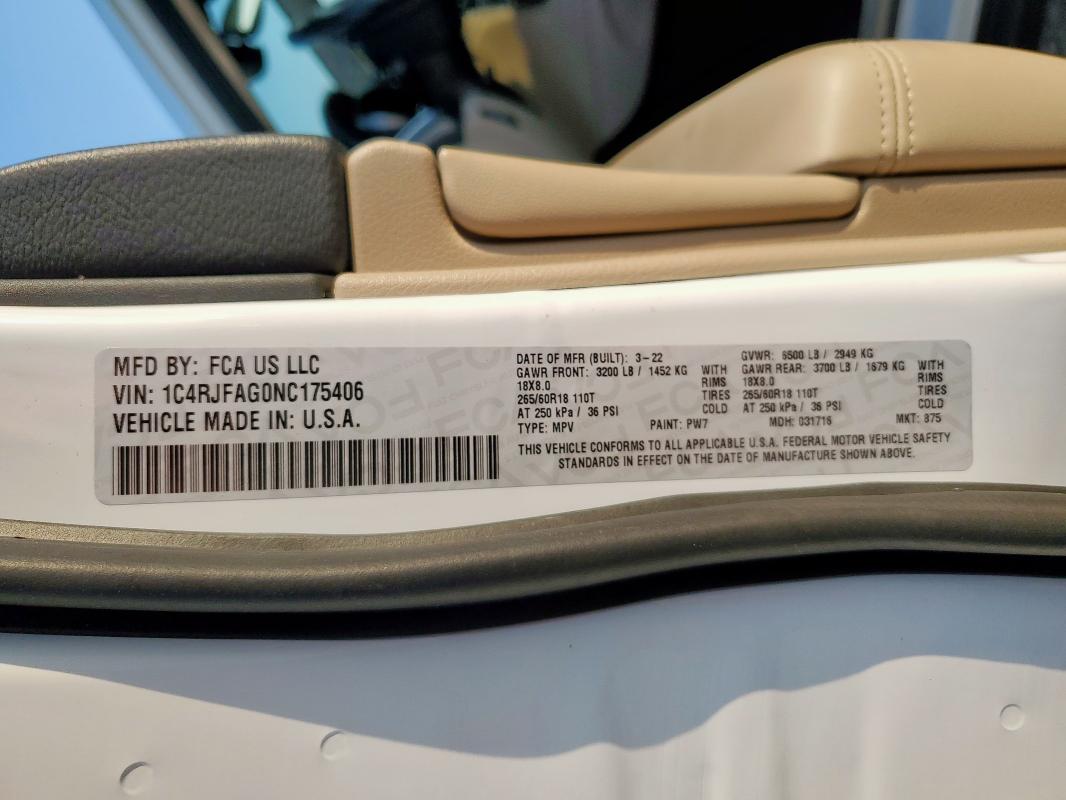 MFD BY: FCA US LLC
VIN: 1C4RJFAG0NC175406
VEHICLE MADE IN: U.S.A.
DATE OF MFR (BUILT): 3-22
GAWR FRONT: 3200 LB / 1452 KG WITH
18X8.0 RIMS
265/60R18 110T TIRES
AT 250 kPa / 36 PSI COLD
TYPE: MPV
GVWR: 6500 LB / 2949 KG
GAWR REAR: 3700 LB / 1679 KG WITH
18X8.0 RIMS
265/60R18 110T TIRES
AT 250 kPa / 36 PSI COLD
PAINT: PW7 MDH: 031716 MKT: 875
THIS VEHICLE CONFORMS TO ALL APPLICABLE U.S.A. FEDERAL MOTOR VEHICLE SAFETY
STANDARDS IN EFFECT ON THE DATE OF MANUFACTURE SHOWN ABOVE.